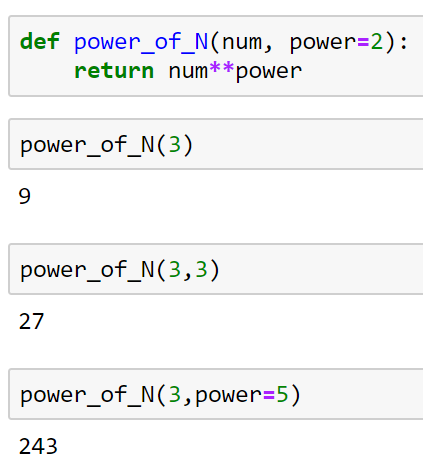 def power_of_N(num, power=2):
    return num**power
power_of_N(3)
9
power_of_N(3,3)
27
power_of_N(3,power=5)
243